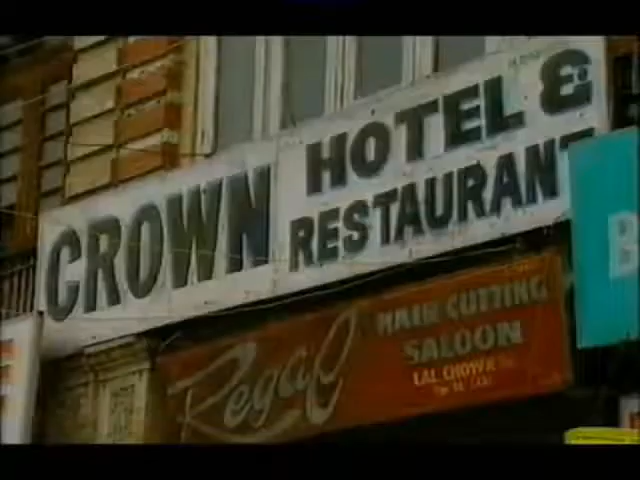 CROWN
HOTEL &
RESTAURANT
Regal
HAIR CUTTING
SALOON
LAL CHOWK
B